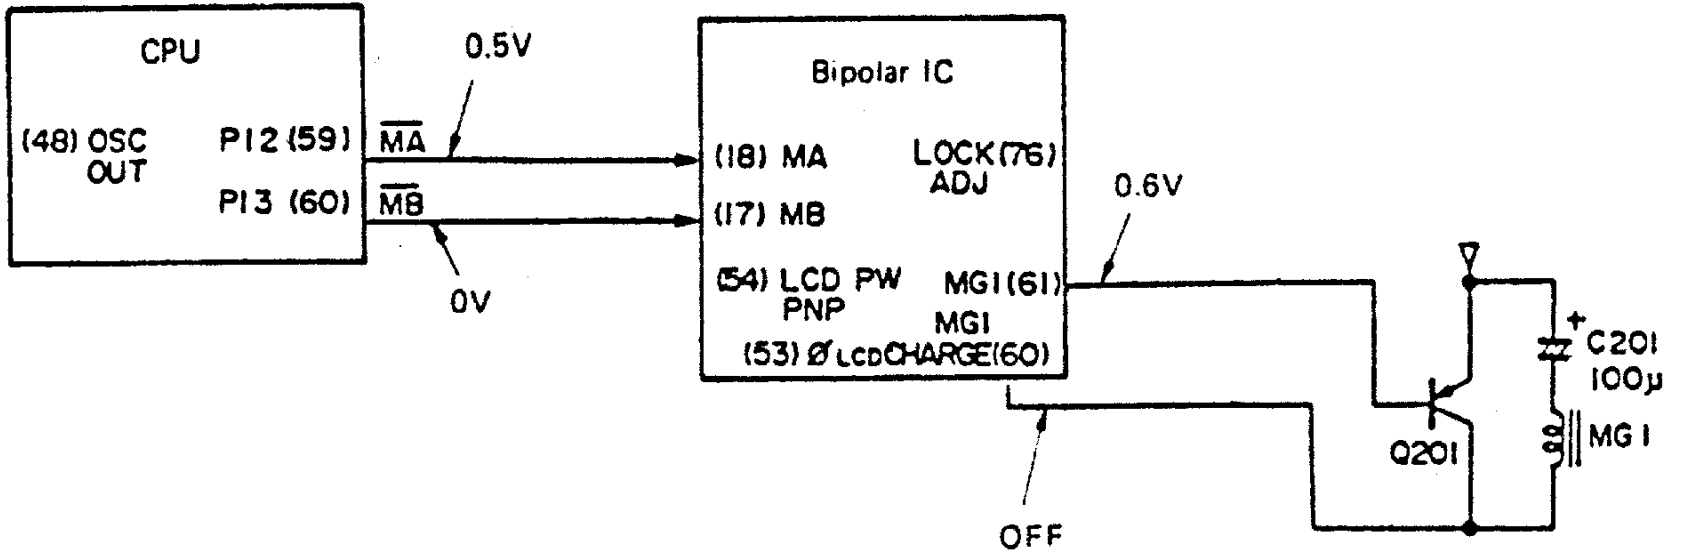 CPU
0.5V
(48) OSC
OUT
PI2 (59)
MA
PI3 (60)
MB
0V
Bipolar IC
(18) MA
LOCK(76)
ADJ
(17) MB
(54) LCD PW
PNP
MG1(61)
MG1
(53) Ø LCD CHARGE(60)
0.6V
OFF
+
C201
100μ
Q201
MG1